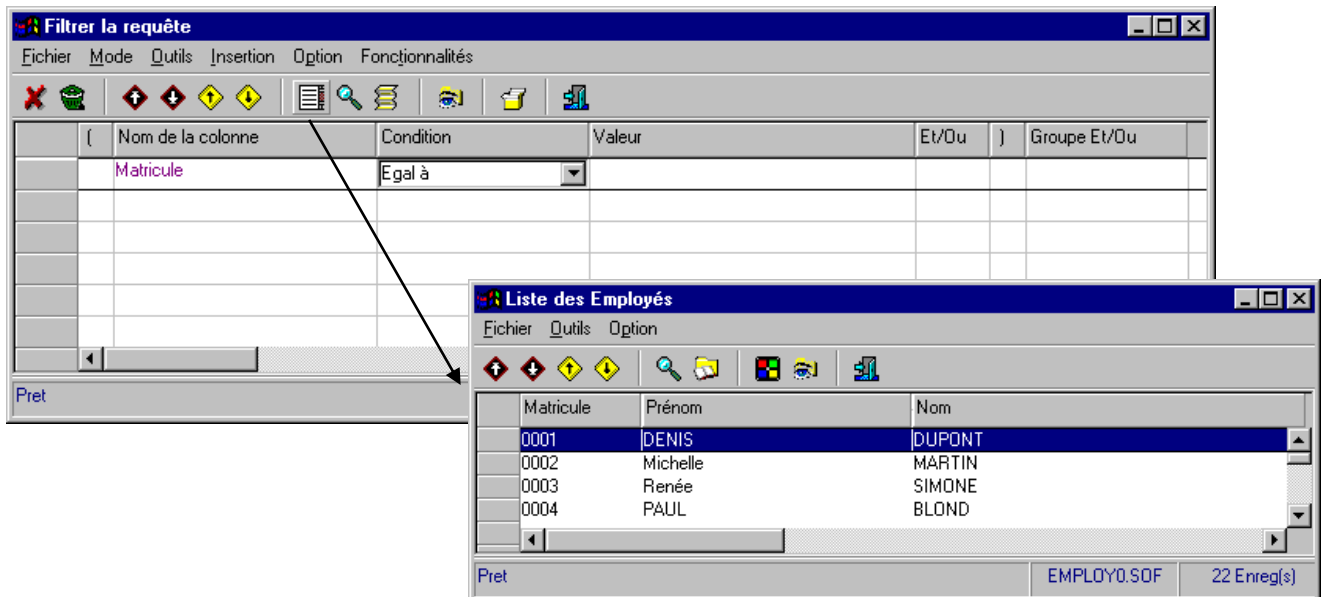 Filtrer la requête
Fichier Mode Outils Insertion Option Fonctionnalités
( Nom de la colonne Condition Valeur Et/Ou ) Groupe Et/Ou
Matricule Egal à
Pret
Liste des Employés
Fichier Outils Option
Matricule Prénom Nom
0001 DENIS DUPONT
0002 Michelle MARTIN
0003 Renée SIMONE
0004 PAUL BLOND
Pret EMPLOY0.SOF 22 Enreg(s)